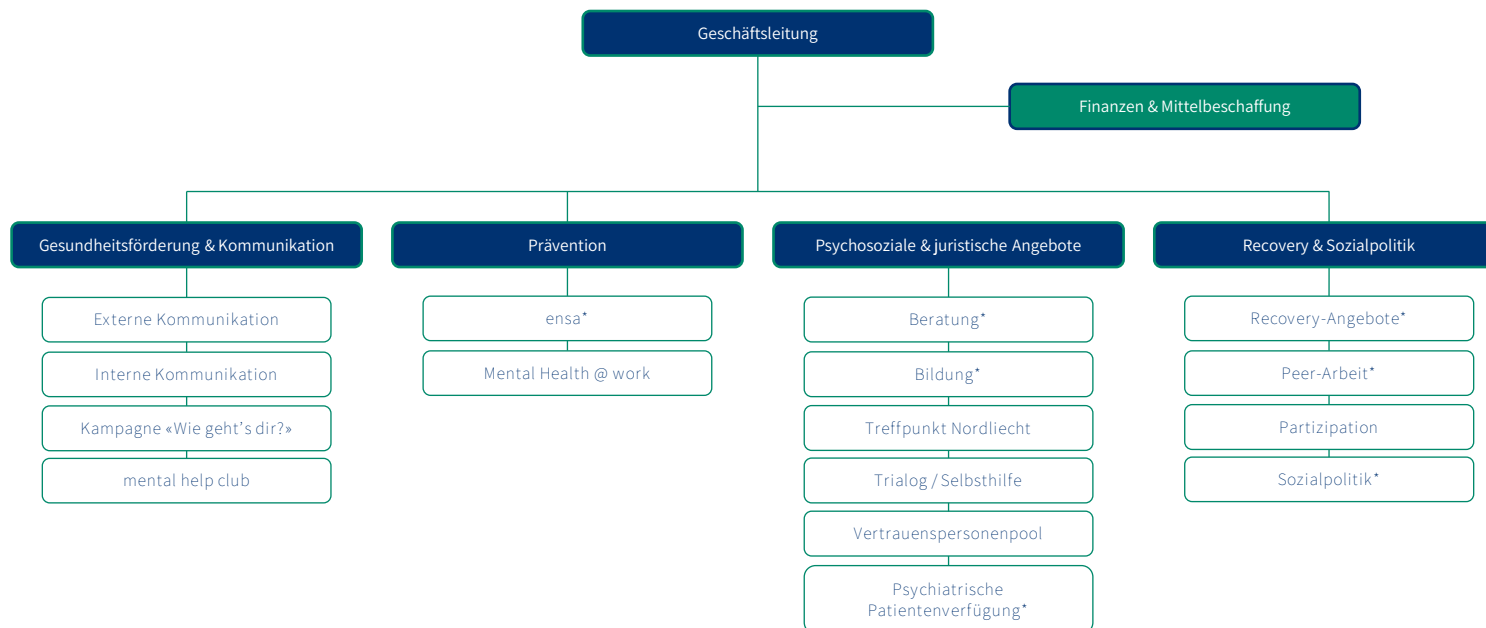 Geschäftsleitung
Finanzen & Mittelbeschaffung
Gesundheitsförderung & Kommunikation
Externe Kommunikation
Interne Kommunikation
Kampagne «Wie geht's dir?»
mental help club
Prävention
ensa*
Mental Health @ work
Psychosoziale & juristische Angebote
Beratung*
Bildung*
Treffpunkt Nordliecht
Trialog / Selbsthilfe
Vertrauenspersonenpool
Psychiatrische
Patientenverfügung*
Recovery & Sozialpolitik
Recovery-Angebote*
Peer-Arbeit*
Partizipation
Sozialpolitik*